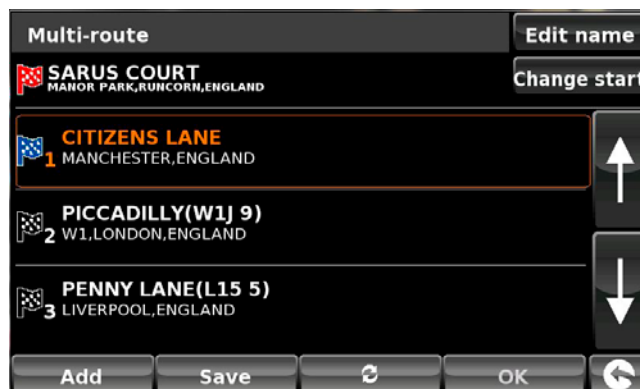 Multi-route
Edit name
SARUS COURT
MANOR PARK,RUNCORN,ENGLAND
Change start
CITIZENS LANE
1 MANCHESTER,ENGLAND
PICCADILLY(W1J 9)
2 W1,LONDON,ENGLAND
PENNY LANE(L15 5)
3 LIVERPOOL,ENGLAND
Add
Save
OK